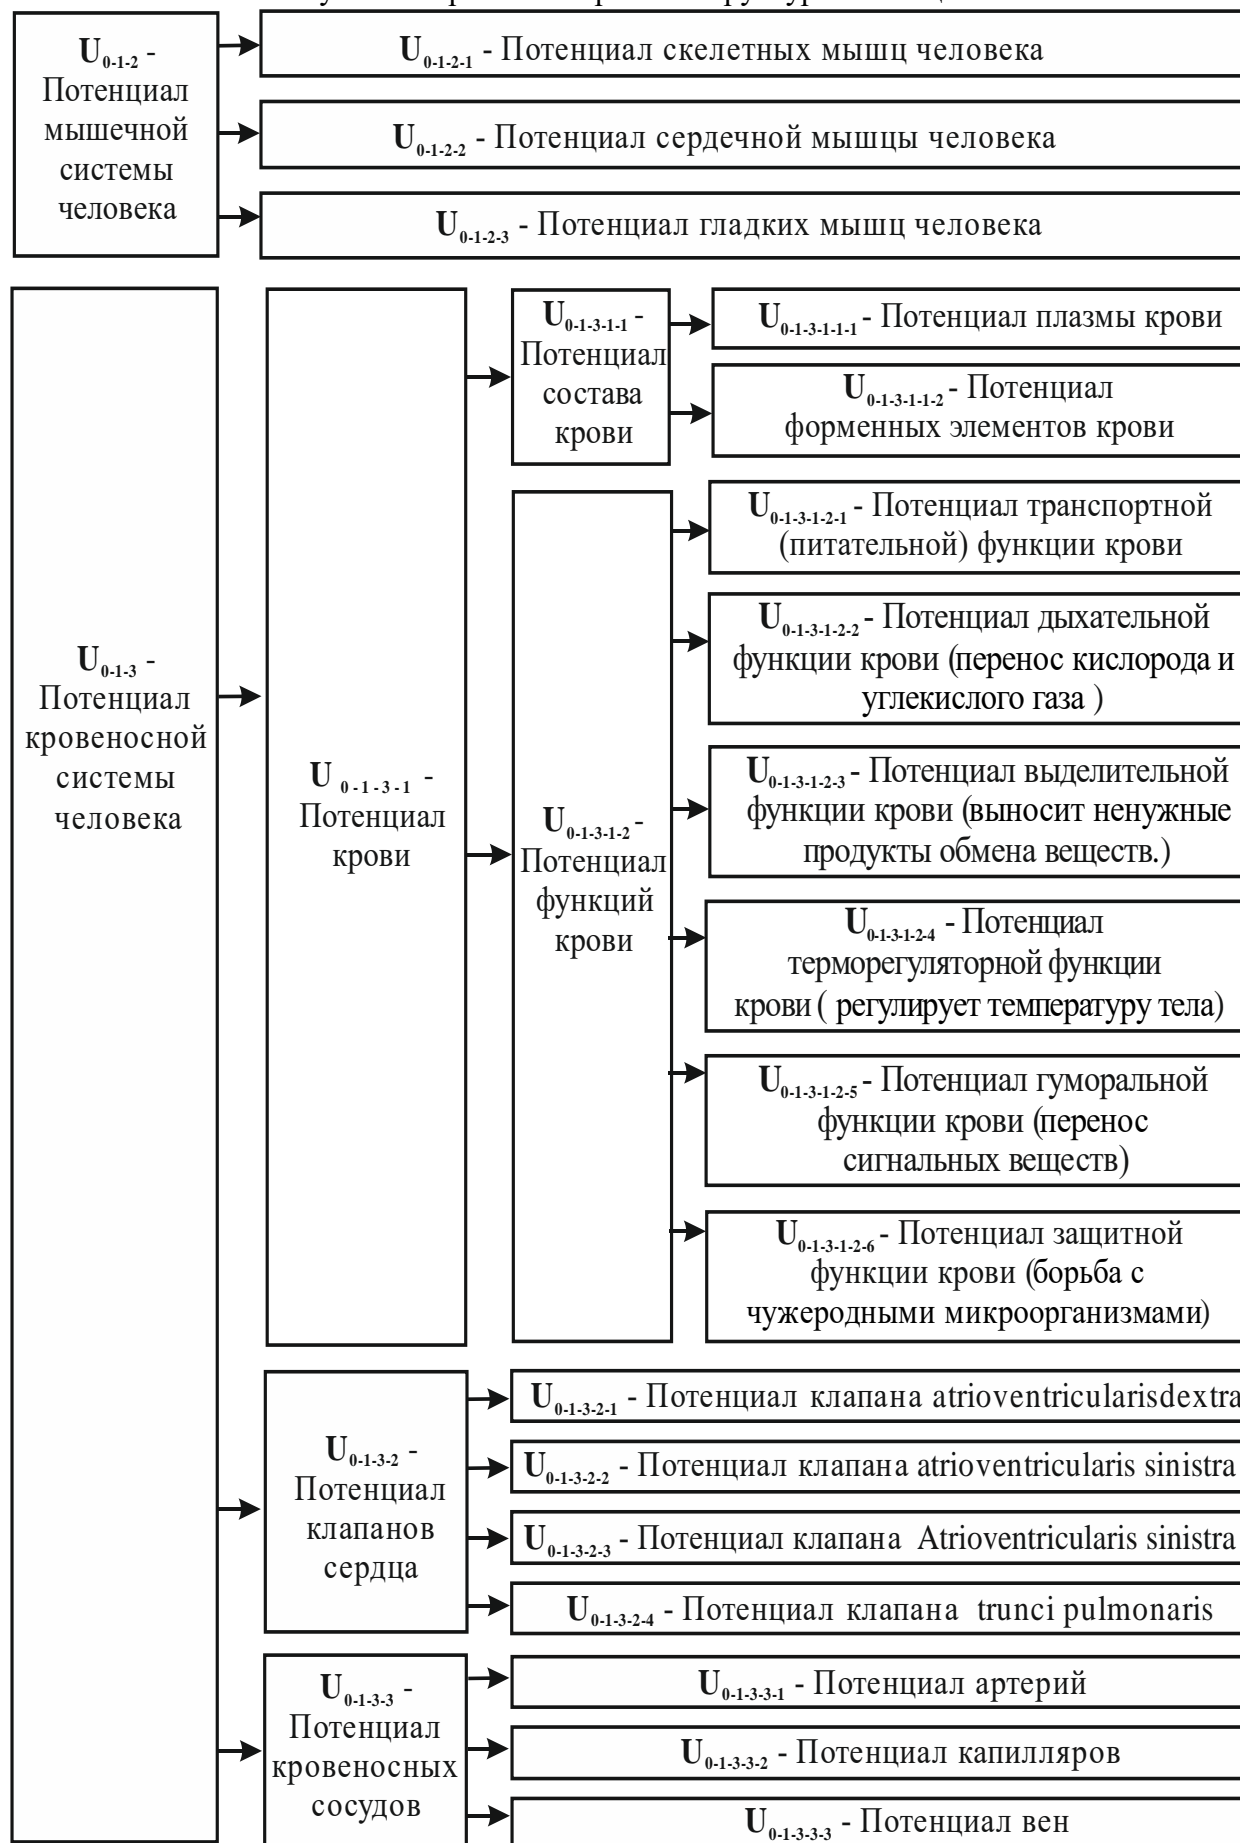 U0-1-2 -
Потенциал
мышечной
системы
человека
U0-1-2-1 - Потенциал скелетных мышц человека
U0-1-2-2 - Потенциал сердечной мышцы человека
U0-1-2-3 - Потенциал гладких мышц человека
U0-1-3 -
Потенциал
кровеносной
системы
человека
U 0-1-3-1 -
Потенциал
крови
U0-1-3-1-1 -
Потенциал
состава
крови
U0-1-3-1-1-1 - Потенциал плазмы крови
U0-1-3-1-1-2 - Потенциал
форменных элементов крови
U0-1-3-1-2 -
Потенциал
функций
крови
U0-1-3-1-2-1 - Потенциал транспортной
(питательной) функции крови
U0-1-3-1-2-2 - Потенциал дыхательной
функции крови (перенос кислорода и
углекислого газа )
U0-1-3-1-2-3 - Потенциал выделительной
функции крови (выносит ненужные
продукты обмена веществ.)
U0-1-3-1-2-4 - Потенциал
терморегуляторной функции
крови ( регулирует температуру тела)
U0-1-3-1-2-5 - Потенциал гуморальной
функции крови (перенос
сигнальных веществ)
U0-1-3-1-2-6 - Потенциал защитной
функции крови (борьба с
чужеродными микроорганизмами)
U0-1-3-2 -
Потенциал
клапанов
сердца
U0-1-3-2-1 - Потенциал клапана atrioventricularisdextra
U0-1-3-2-2 - Потенциал клапана atrioventricularis sinistra
U0-1-3-2-3 - Потенциал клапана Atrioventricularis sinistra
U0-1-3-2-4 - Потенциал клапана trunci pulmonaris
U0-1-3-3 -
Потенциал
кровеносных
сосудов
U0-1-3-3-1 - Потенциал артерий
U0-1-3-3-2 - Потенциал капилляров
U0-1-3-3-3 - Потенциал вен